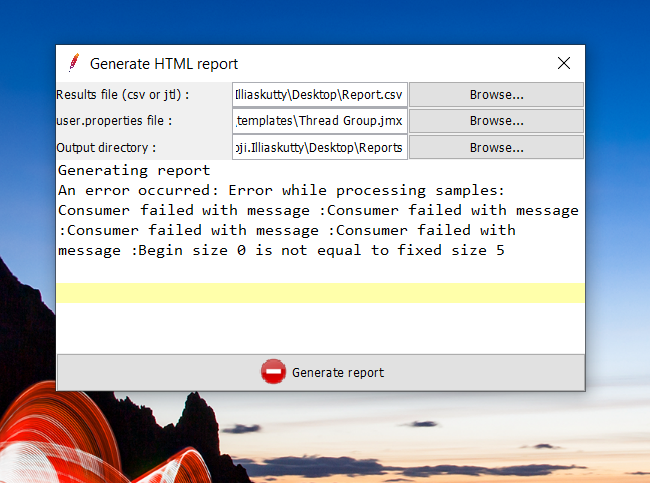 Generate HTML report
Results file (csv or jtl) : Illiaskutty\Desktop\Report.csv Browse...
user.properties file : templates\Thread Group.jmx Browse...
Output directory : oji.Illiaskutty\Desktop\Reports Browse...
Generating report
An error occurred: Error while processing samples:
Consumer failed with message :Consumer failed with message
:Consumer failed with message :Consumer failed with
message :Begin size 0 is not equal to fixed size 5
Generate report